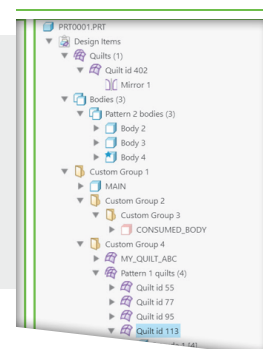 PRT0001.PRT
Design Items
Quilts (1)
Quilt id 402
Mirror 1
Bodies (3)
Pattern 2 bodies (3)
Body 2
Body 3
Body 4
Custom Group 1
MAIN
Custom Group 2
Custom Group 3
CONSUMED_BODY
Custom Group 4
MY_QUILT_ABC
Pattern 1 quilts (4)
Quilt id 55
Quilt id 77
Quilt id 95
Quilt id 113